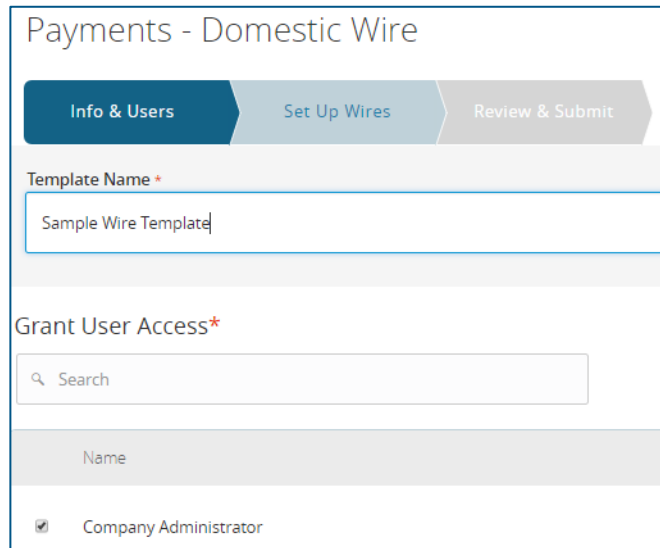 Payments - Domestic Wire
Info & Users Set Up Wires Review & Submit
Template Name *
Sample Wire Template
Grant User Access*
Search
Name
Company Administrator